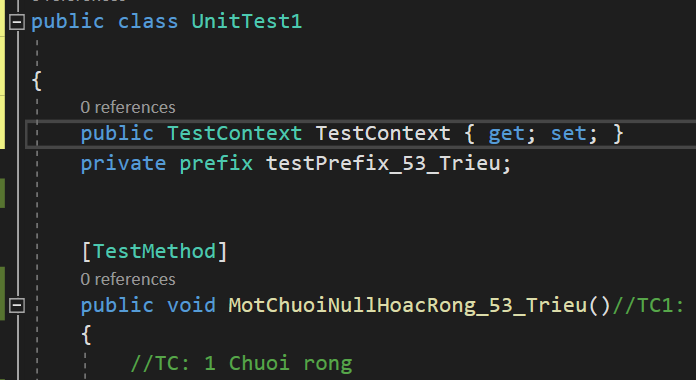 public class UnitTest1
{
0 references
public TestContext TestContext { get; set; }
private prefix testPrefix_53_Trieu;
[TestMethod]
0 references
public void MotChuoiNullHoacRong_53_Trieu()//TC1:
{
//TC: 1 Chuoi rong